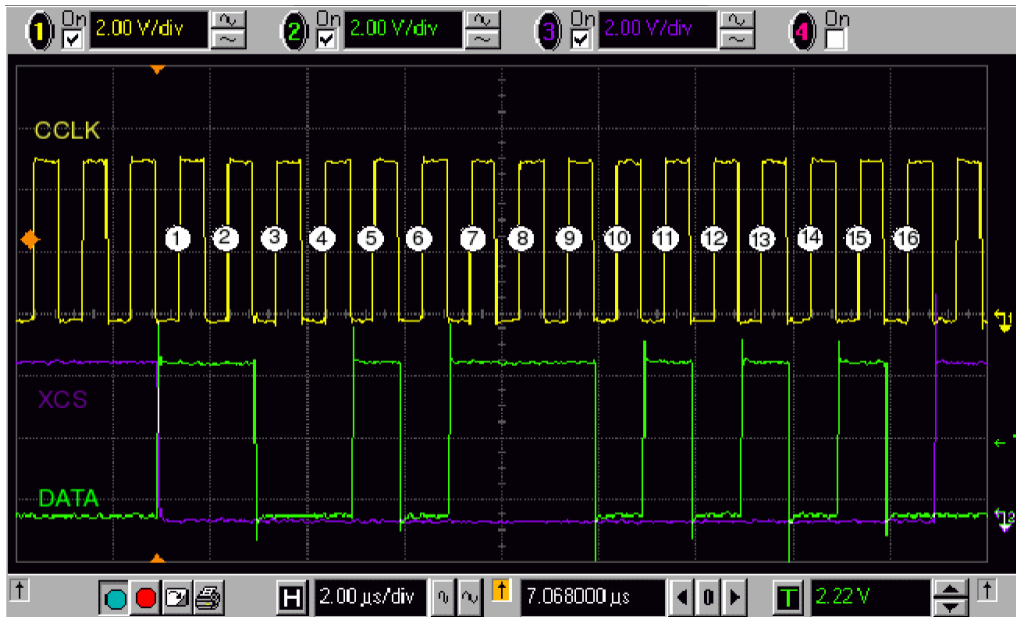 1 On 2.00 V/div 2 On 2.00 V/div 3 On 2.00 V/div 4 On
CCLK
1 2 3 4 5 6 7 8 9 10 11 12 13 14 15 16
1
XCS
DATA
H 2.00 µs/div 7.068000 µs 0 T 2.22 V